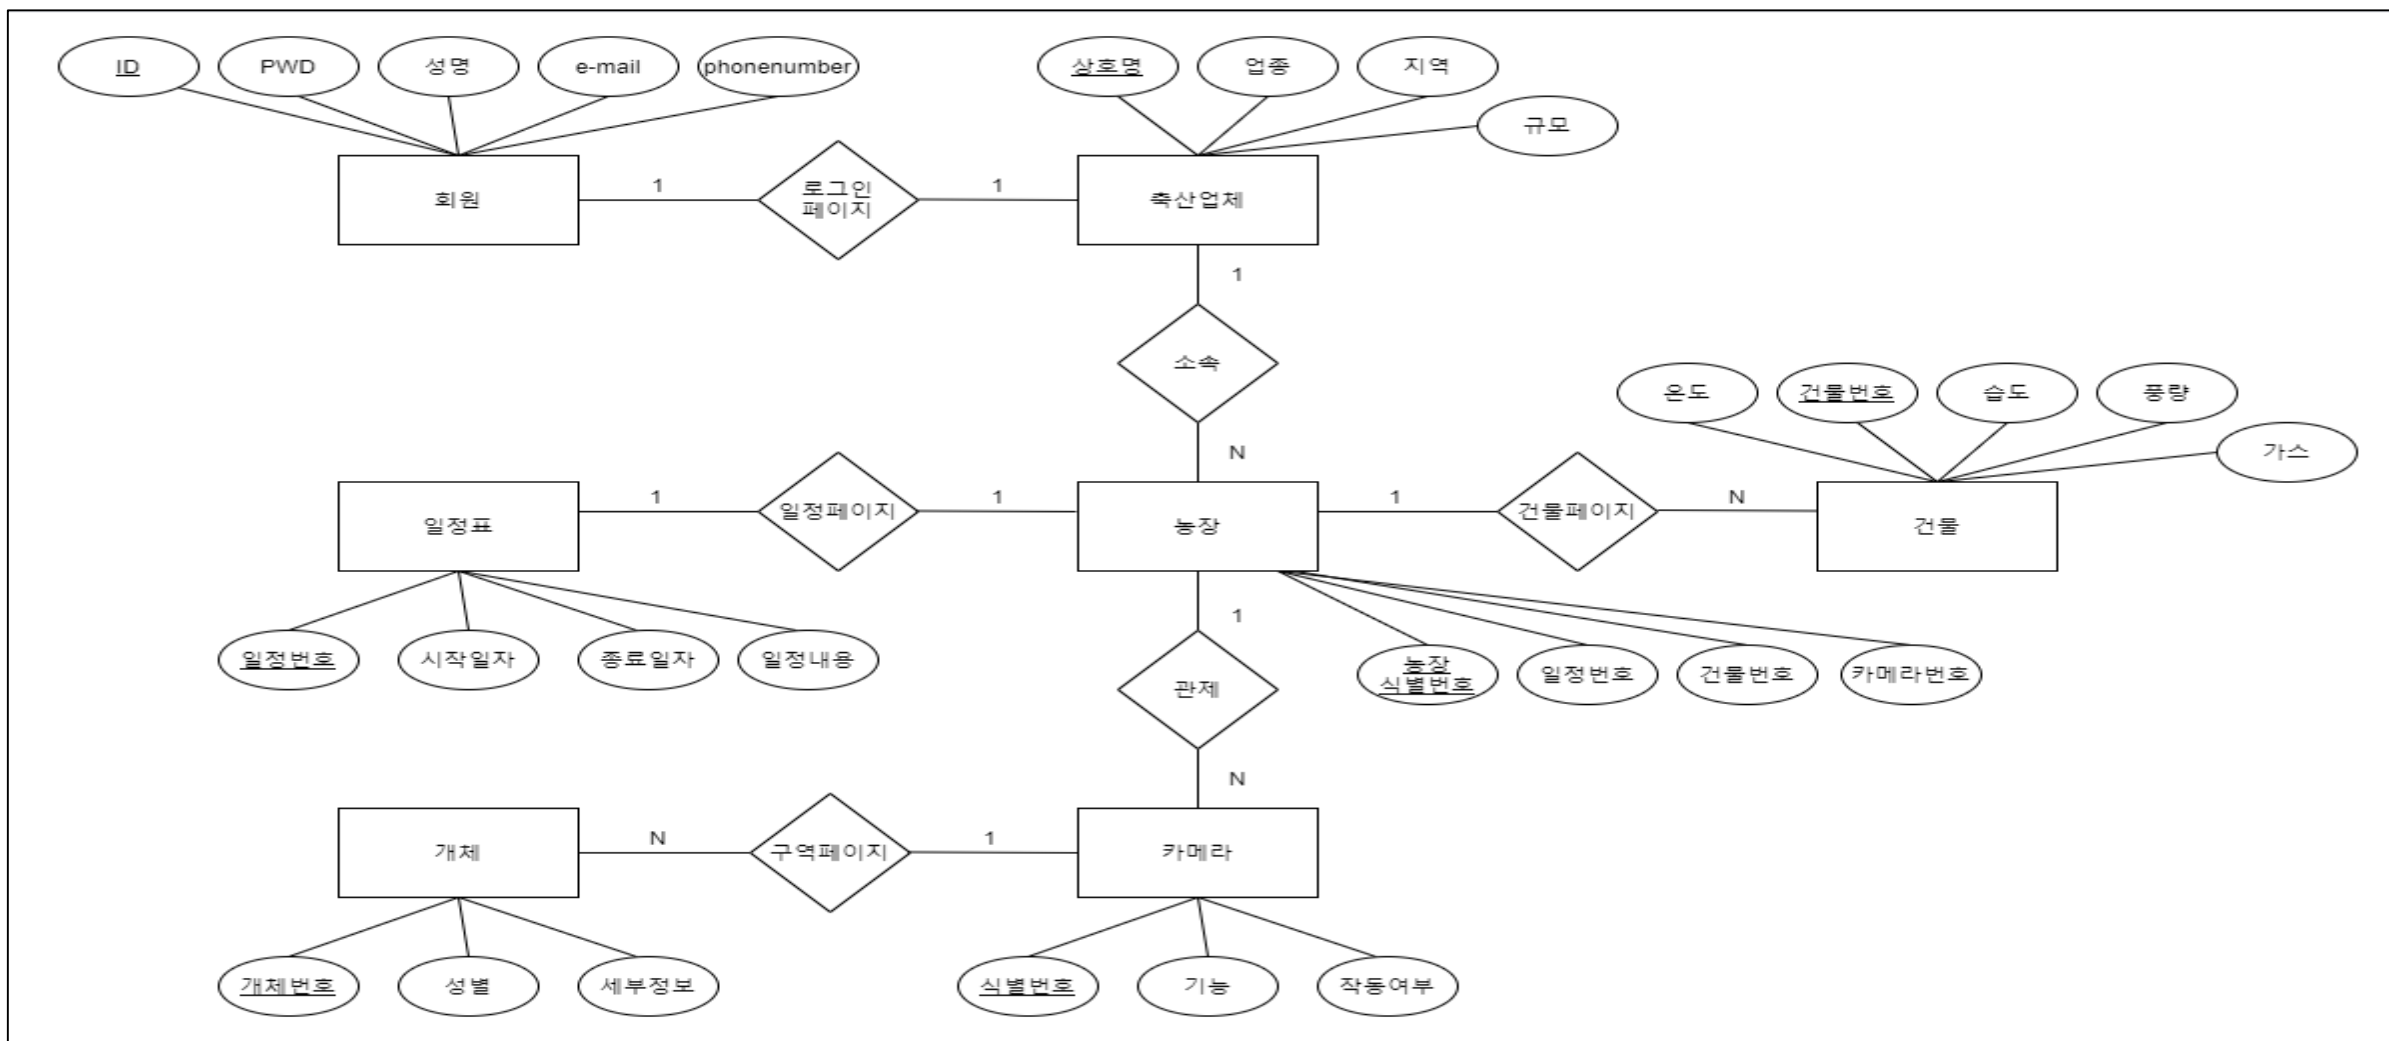 ID
PWD
성명
e-mail
phonenumber
상호명
업종
지역
규모
회원
1
로그인
페이지
1
축산업체
1
소속
N
온도
건물번호
습도
풍량
가스
일정표
1
일정페이지
1
농장
1
건물페이지
N
건물
일정번호
시작일자
종료일자
일정내용
1
관제
N
농장
식별번호
일정번호
건물번호
카메라번호
개체
N
구역페이지
1
카메라
개체번호
성별
세부정보
식별번호
기능
작동여부